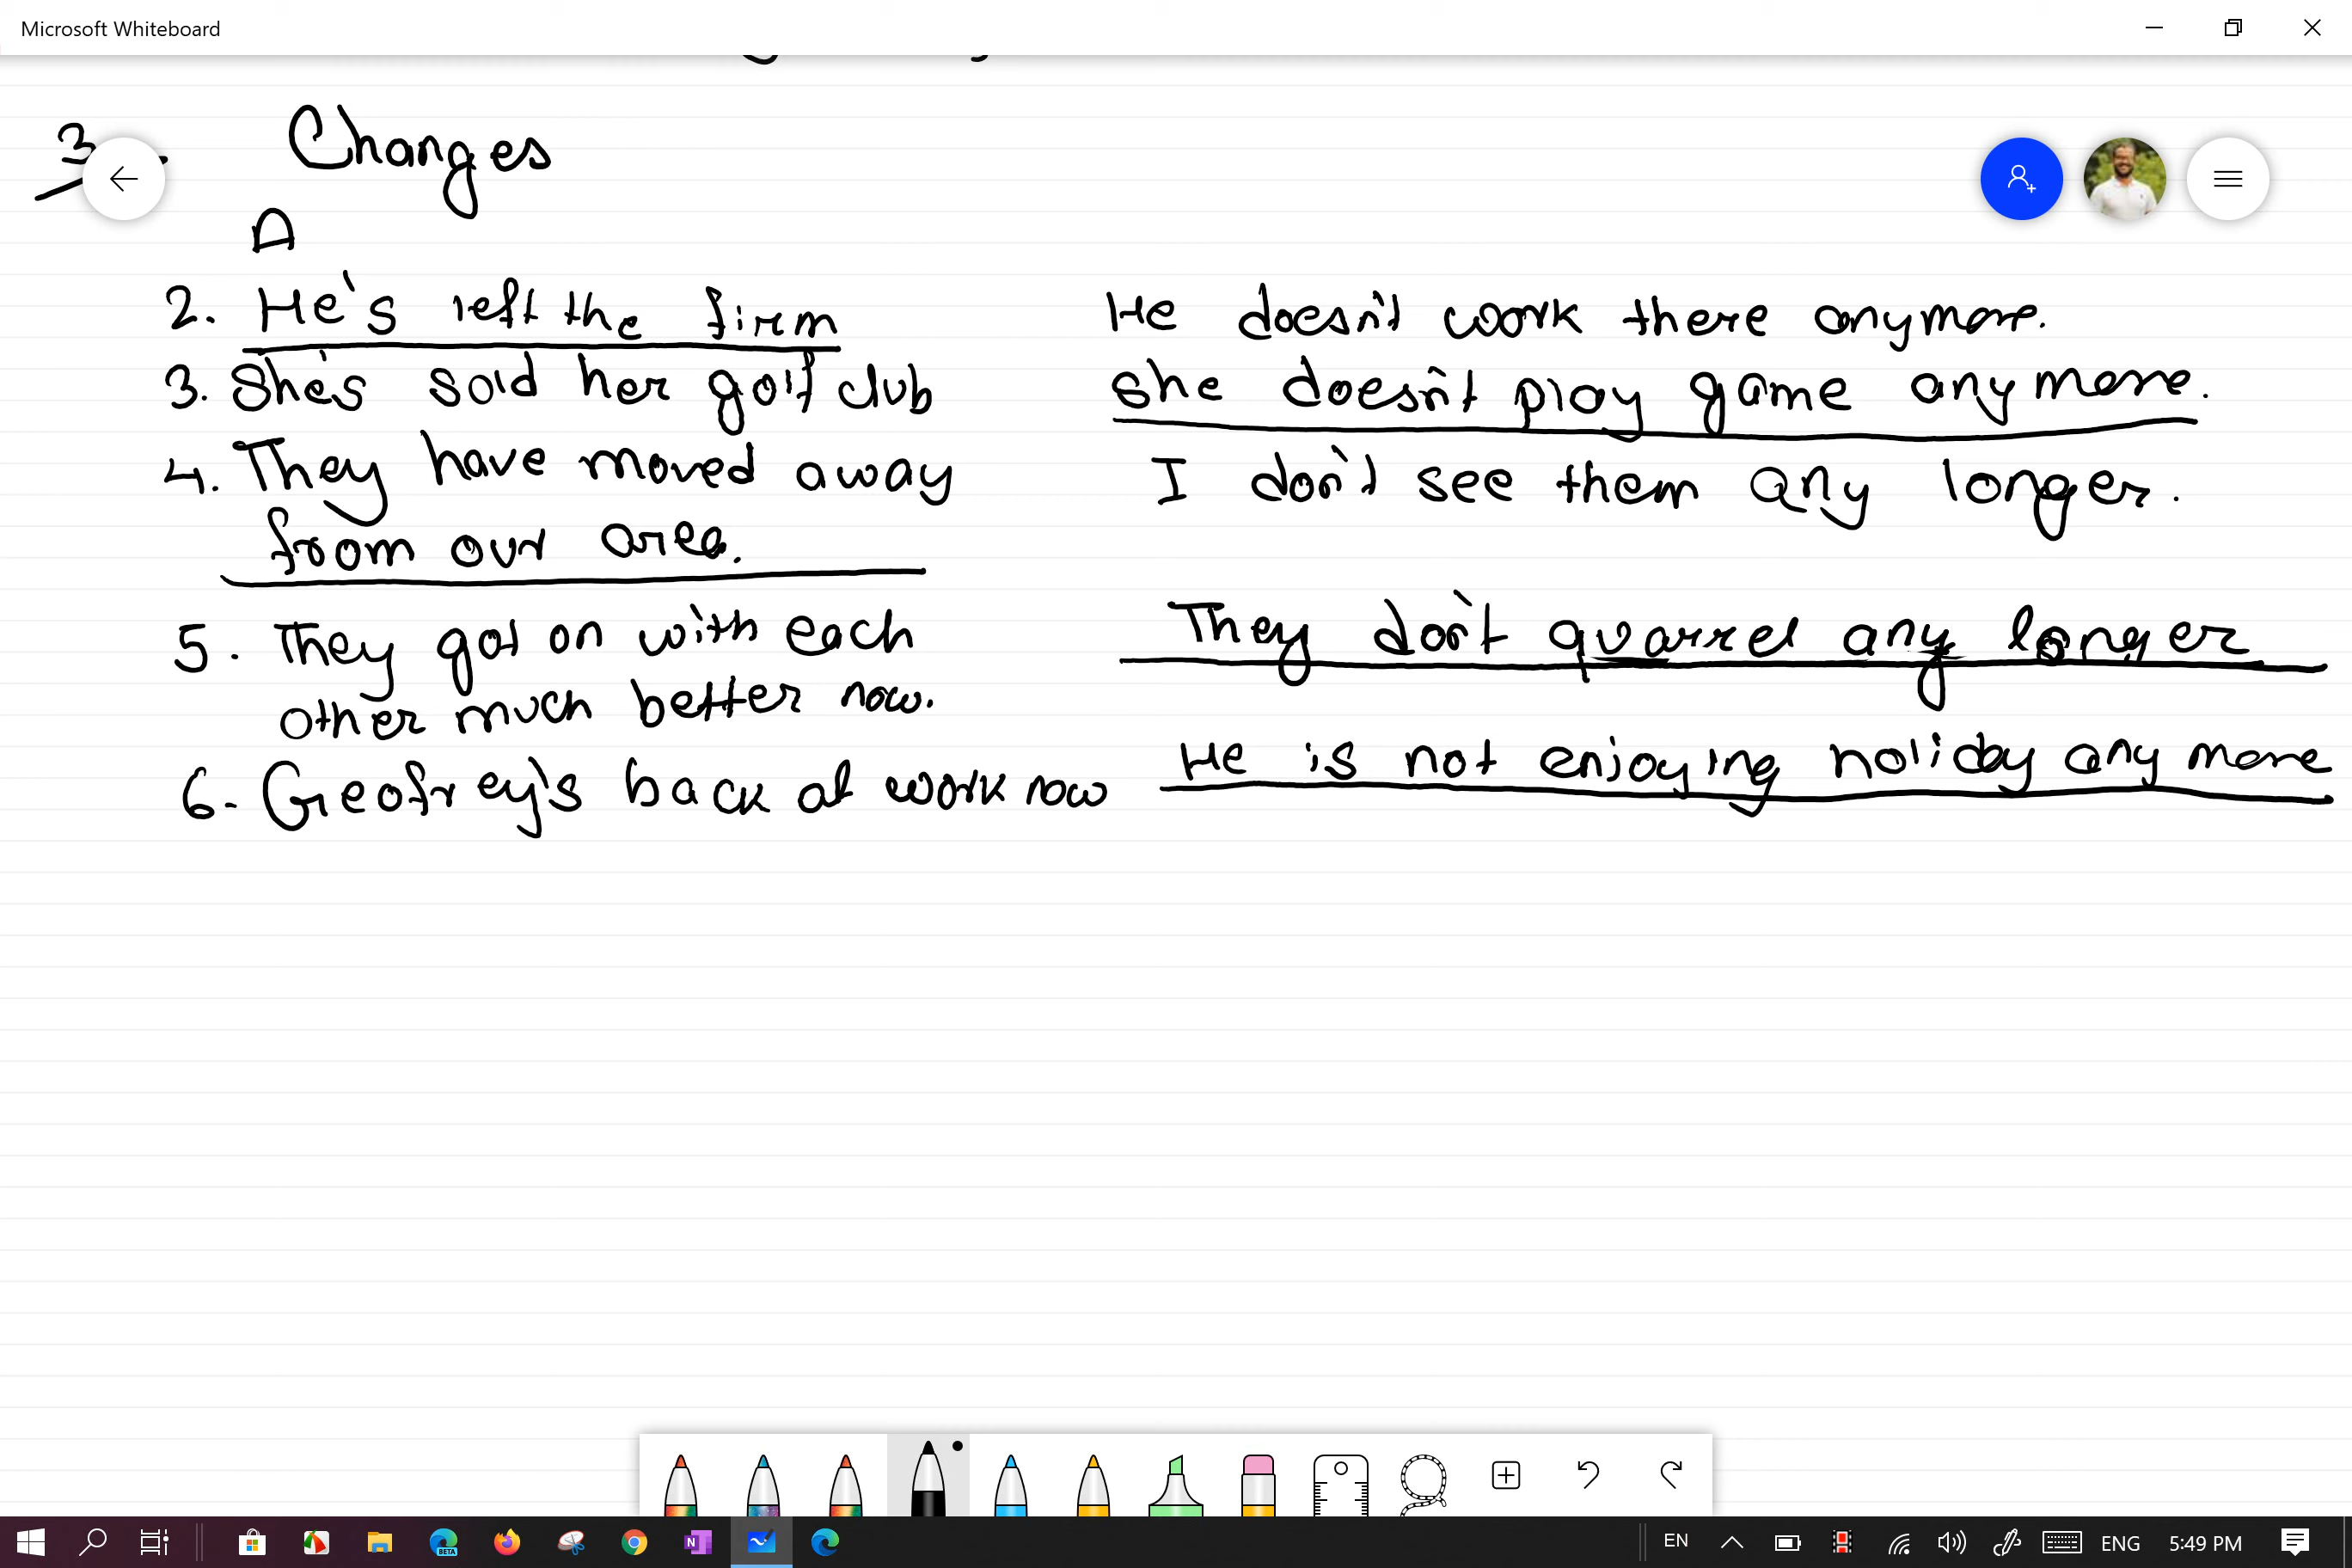 Microsoft Whiteboard
3. Changes
A
2. He's left the firm He doesn't work there anymore.
3. She's sold her golf club she doesn't play game any more.
4. They have moved away I don't see them any longer.
from our area.
5. They got on with each They don't quarrel any longer
other much better now.
6. Geofrey's back at work now He is not enjoying holiday any more
BETA
N
EN ENG 5:49 PM